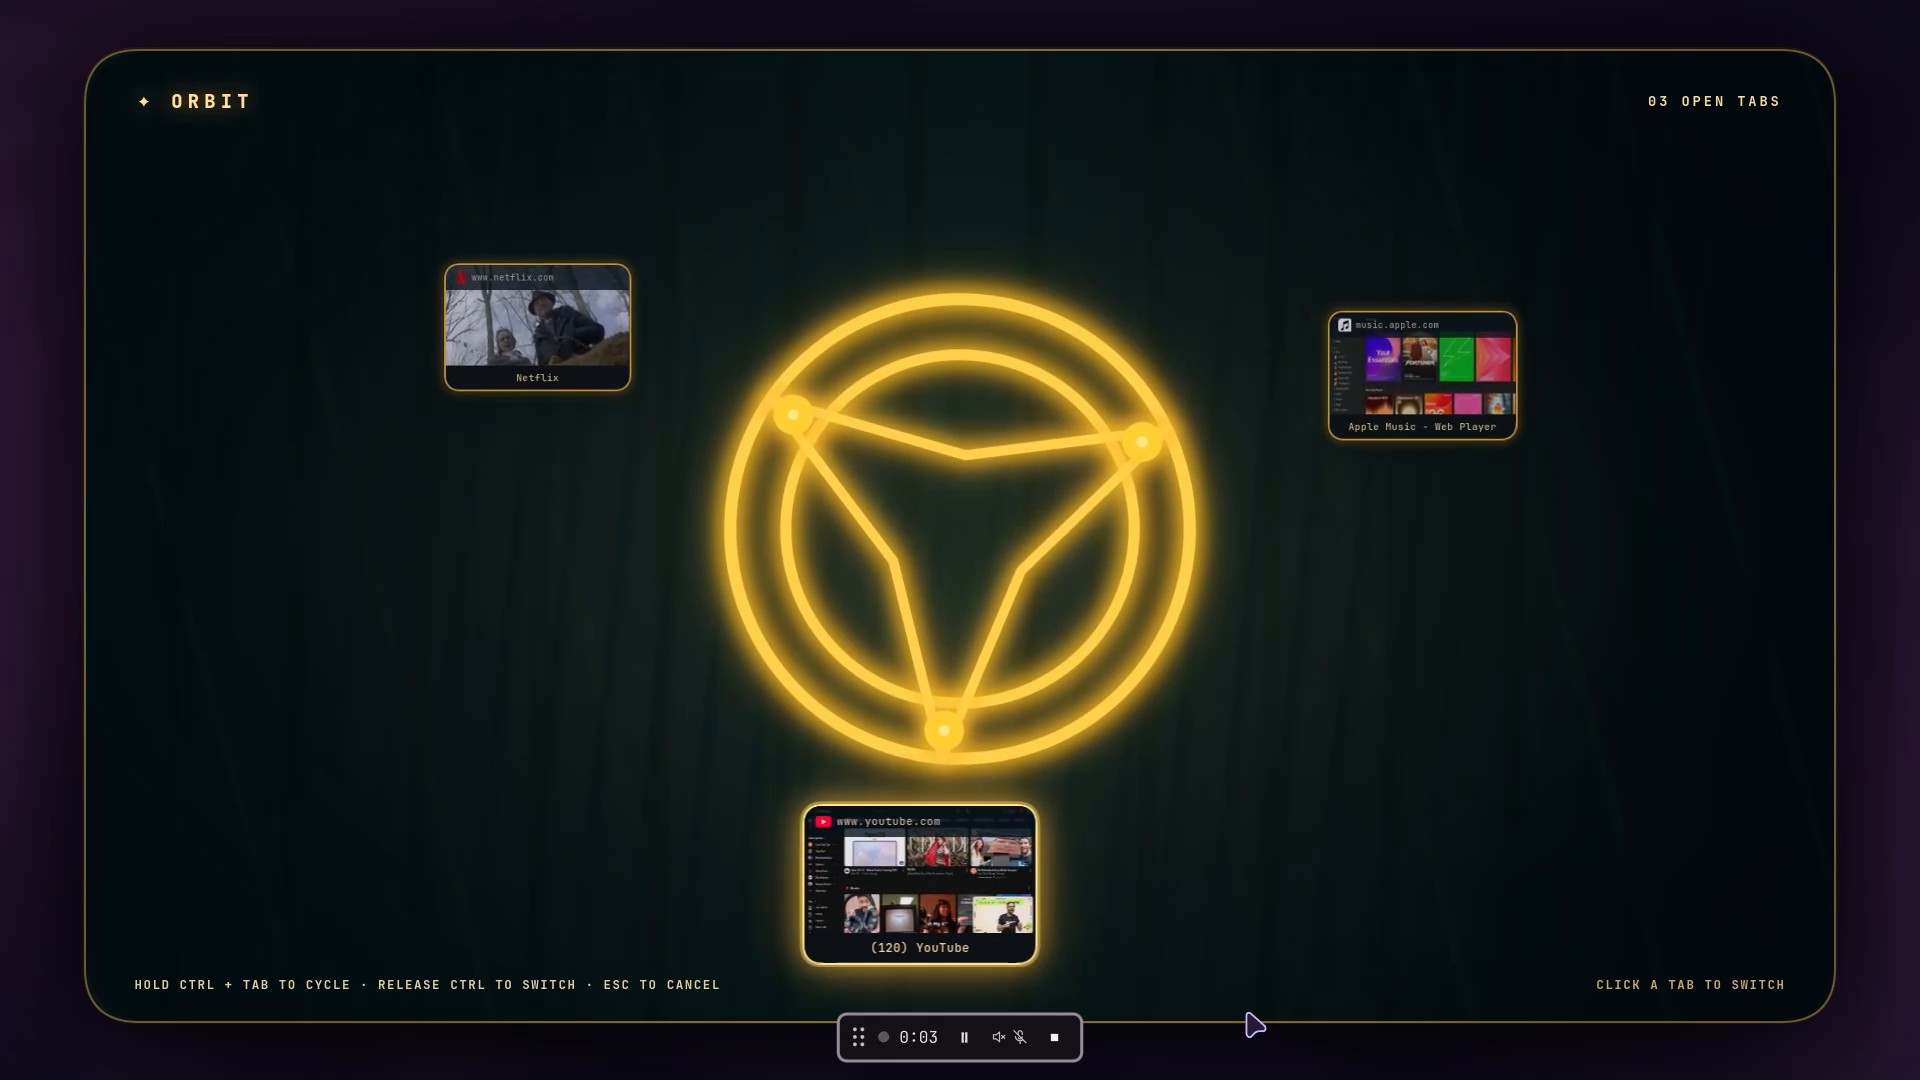 ✦ ORBIT
03 OPEN TABS
www.netflix.com
Netflix
music.apple.com
Apple Music - Web Player
www.youtube.com
(120) YouTube
HOLD CTRL + TAB TO CYCLE · RELEASE CTRL TO SWITCH · ESC TO CANCEL
CLICK A TAB TO SWITCH
0:03